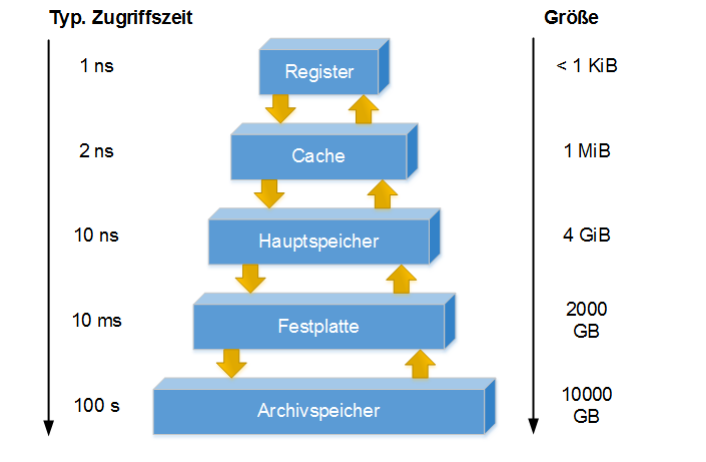 Typ. Zugriffszeit
Größe
1 ns
Register
< 1 KiB
2 ns
Cache
1 MiB
10 ns
Hauptspeicher
4 GiB
10 ms
Festplatte
2000
GB
100 s
Archivspeicher
10000
GB